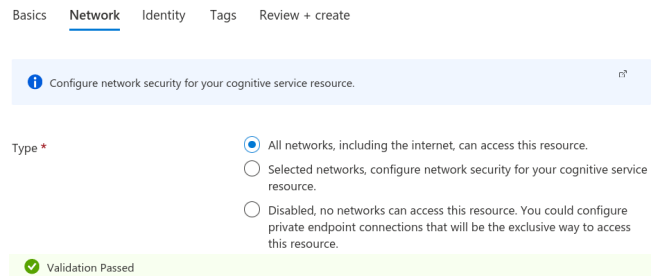 Basics Network Identity Tags Review + create
Configure network security for your cognitive service resource.
Type *
All networks, including the internet, can access this resource.
Selected networks, configure network security for your cognitive service
resource.
Disabled, no networks can access this resource. You could configure
private endpoint connections that will be the exclusive way to access
this resource.
Validation Passed